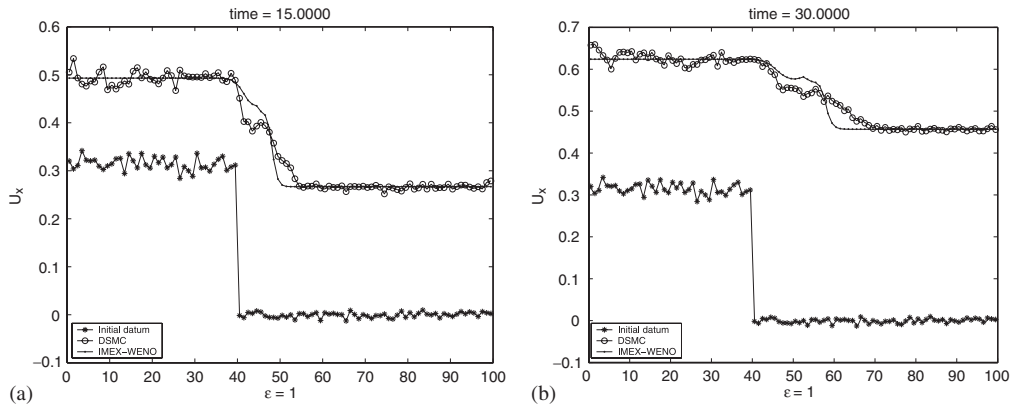 time = 15.0000
0.6
0.5
0.4
0.3
0.2
0.1
0
−0.1
U_x
Initial datum
DSMC
IMEX−WENO
0 10 20 30 40 50 60 70 80 90 100
ε = 1
(a)
time = 30.0000
0.7
0.6
0.5
0.4
0.3
0.2
0.1
0
−0.1
U_x
Initial datum
DSMC
IMEX−WENO
0 10 20 30 40 50 60 70 80 90 100
ε = 1
(b)